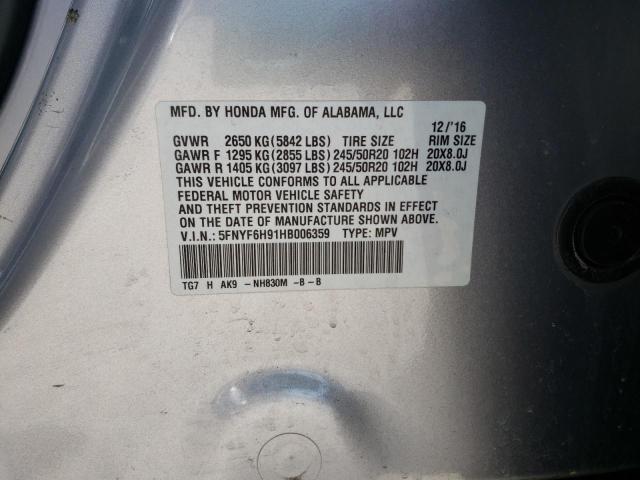 MFD. BY HONDA MFG. OF ALABAMA, LLC
12/'16
GVWR 2650 KG (5842 LBS) TIRE SIZE RIM SIZE
GAWR F 1295 KG (2855 LBS) 245/50R20 102H 20X8.0J
GAWR R 1405 KG (3097 LBS) 245/50R20 102H 20X8.0J
THIS VEHICLE CONFORMS TO ALL APPLICABLE
FEDERAL MOTOR VEHICLE SAFETY
AND THEFT PREVENTION STANDARDS IN EFFECT
ON THE DATE OF MANUFACTURE SHOWN ABOVE.
V.I.N.: 5FNYF6H91HB006359 TYPE: MPV
TG7 H AK9 - NH830M -B - B